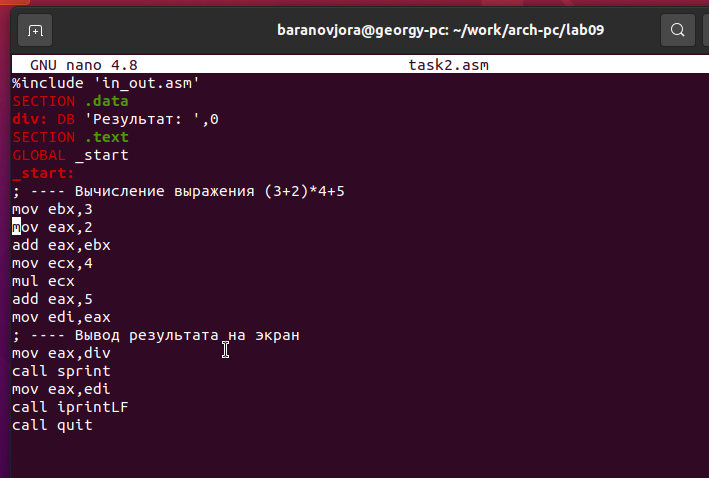 baranovjora@georgy-pc: ~/work/arch-pc/lab09
GNU nano 4.8 task2.asm
%include 'in_out.asm'
SECTION .data
div: DB 'Результат: ',0
SECTION .text
GLOBAL _start
_start:
; ---- Вычисление выражения (3+2)*4+5
mov ebx,3
mov eax,2
add eax,ebx
mov ecx,4
mul ecx
add eax,5
mov edi,eax
; ---- Вывод результата на экран
mov eax,div
call sprint
mov eax,edi
call iprintLF
call quit